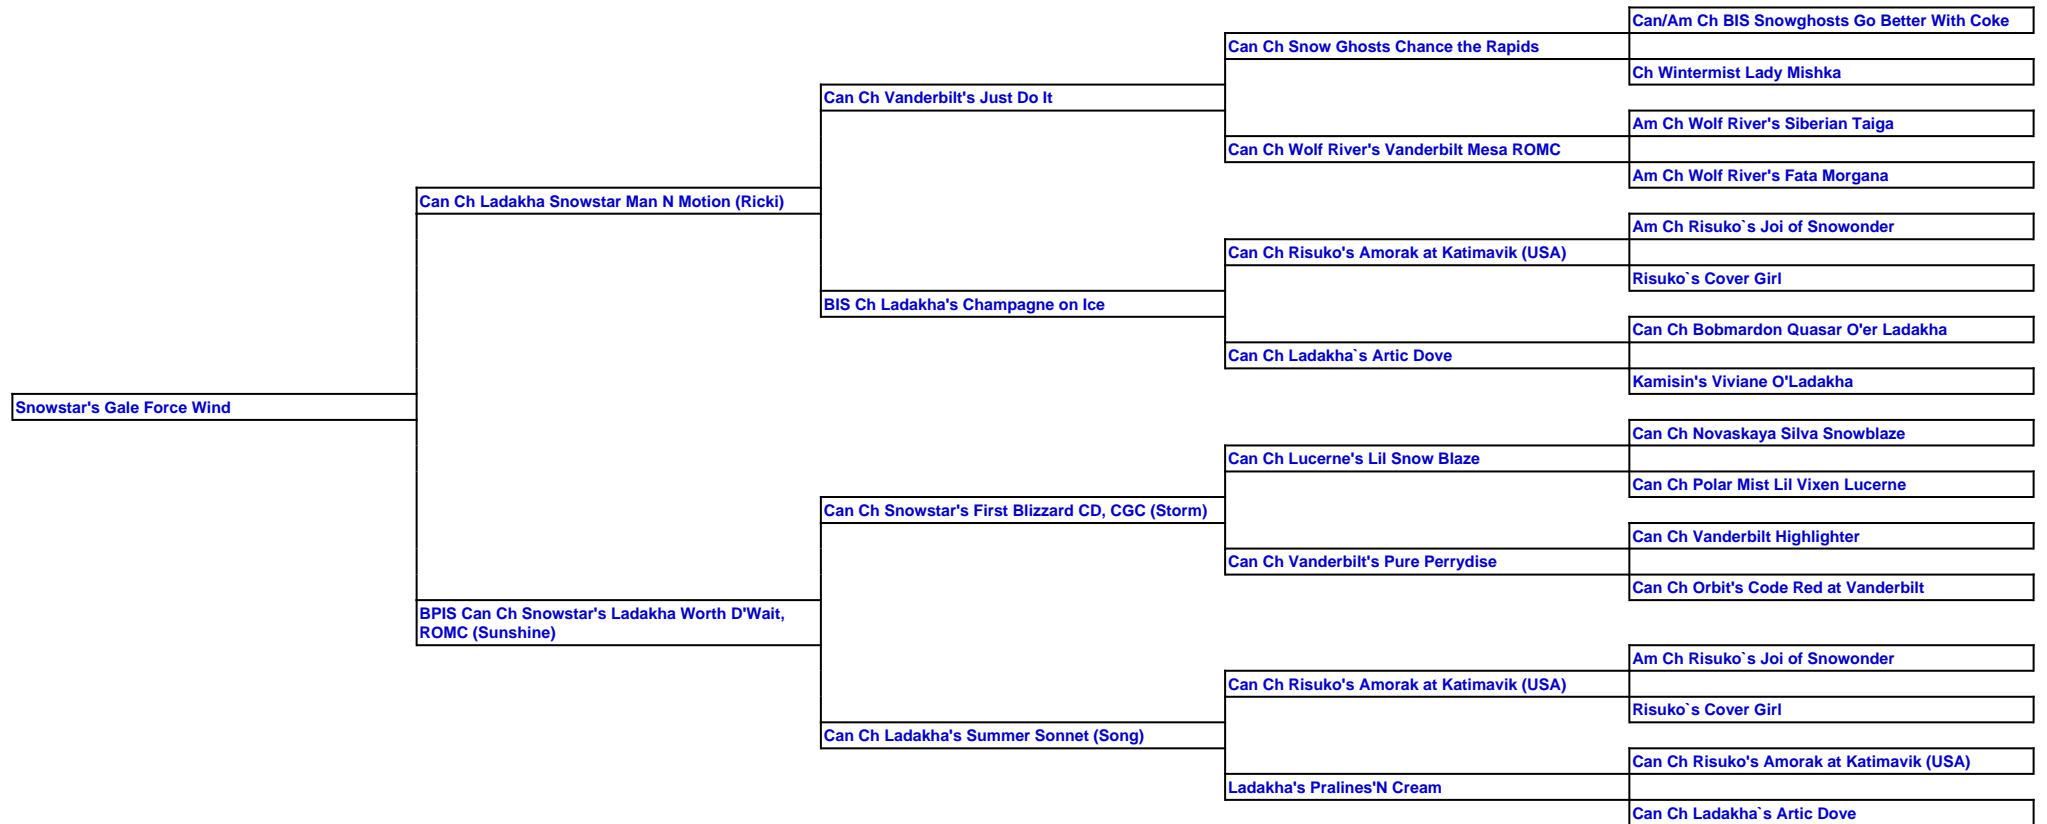 Can/Am Ch BIS Snowghosts Go Better With Coke
Can Ch Snow Ghosts Chance the Rapids
Ch Wintermist Lady Mishka
Can Ch Vanderbilt's Just Do It
Am Ch Wolf River's Siberian Taiga
Can Ch Wolf River's Vanderbilt Mesa ROMC
Am Ch Wolf River's Fata Morgana
Can Ch Ladakha Snowstar Man N Motion (Ricki)
Am Ch Risuko`s Joi of Snowonder
Can Ch Risuko's Amorak at Katimavik (USA)
Risuko`s Cover Girl
BIS Ch Ladakha's Champagne on Ice
Can Ch Bobmardon Quasar O'er Ladakha
Can Ch Ladakha`s Artic Dove
Kamisin's Viviane O'Ladakha
Snowstar's Gale Force Wind
Can Ch Novaskaya Silva Snowblaze
Can Ch Lucerne's Lil Snow Blaze
Can Ch Polar Mist Lil Vixen Lucerne
Can Ch Snowstar's First Blizzard CD, CGC (Storm)
Can Ch Vanderbilt Highlighter
Can Ch Vanderbilt's Pure Perrydise
Can Ch Orbit's Code Red at Vanderbilt
BPIS Can Ch Snowstar's Ladakha Worth D'Wait,
ROMC (Sunshine)
Am Ch Risuko`s Joi of Snowonder
Can Ch Risuko's Amorak at Katimavik (USA)
Risuko`s Cover Girl
Can Ch Ladakha's Summer Sonnet (Song)
Can Ch Risuko's Amorak at Katimavik (USA)
Ladakha's Pralines'N Cream
Can Ch Ladakha`s Artic Dove